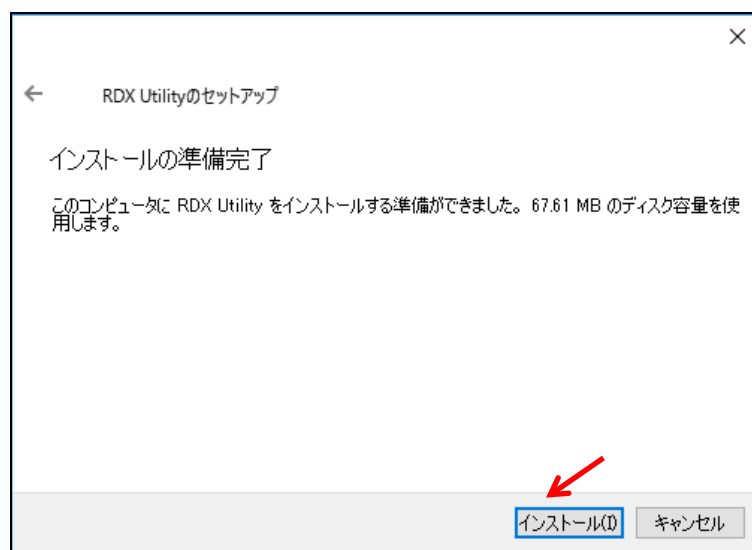 RDX Utilityのセットアップ
インストールの準備完了
このコンピュータに RDX Utility をインストールする準備ができました。 67.61 MB のディスク容量を使
用します。
インストール(I) キャンセル